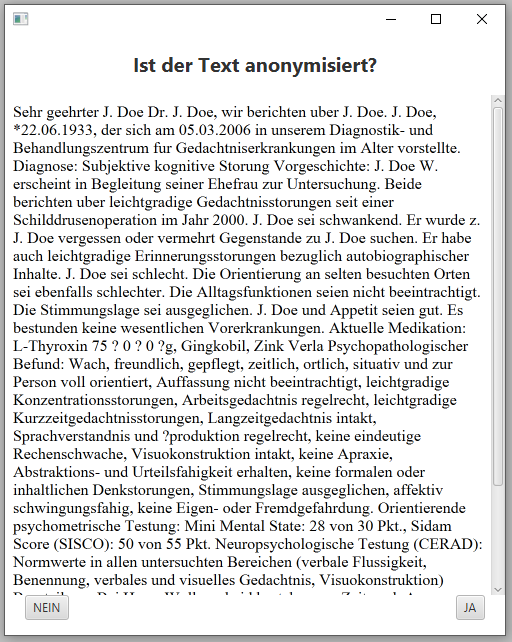 Ist der Text anonymisiert?
Sehr geehrter J. Doe Dr. J. Doe, wir berichten uber J. Doe. J. Doe,
*22.06.1933, der sich am 05.03.2006 in unserem Diagnostik- und
Behandlungszentrum fur Gedachtniserkrankungen im Alter vorstellte.
Diagnose: Subjektive kognitive Storung Vorgeschichte: J. Doe W.
erscheint in Begleitung seiner Ehefrau zur Untersuchung. Beide
berichten uber leichtgradige Gedachtnisstorungen seit einer
Schilddrusenoperation im Jahr 2000. J. Doe sei schwankend. Er wurde z.
J. Doe vergessen oder vermehrt Gegenstande zu J. Doe suchen. Er habe
auch leichtgradige Erinnerungsstorungen bezuglich autobiographischer
Inhalte. J. Doe sei schlecht. Die Orientierung an selten besuchten Orten
sei ebenfalls schlechter. Die Alltagsfunktionen seien nicht beeintrachtigt.
Die Stimmungslage sei ausgeglichen. J. Doe und Appetit seien gut. Es
bestunden keine wesentlichen Vorerkrankungen. Aktuelle Medikation:
L-Thyroxin 75 ? 0 ? 0 ?g, Gingkobil, Zink Verla Psychopathologischer
Befund: Wach, freundlich, gepflegt, zeitlich, ortlich, situativ und zur
Person voll orientiert, Auffassung nicht beeintrachtigt, leichtgradige
Konzentrationsstorungen, Arbeitsgedachtnis regelrecht, leichtgradige
Kurzzeitgedachtnisstorungen, Langzeitgedachtnis intakt,
Sprachverstandnis und ?produktion regelrecht, keine eindeutige
Rechenschwache, Visuokonstruktion intakt, keine Apraxie,
Abstraktions- und Urteilsfahigkeit erhalten, keine formalen oder
inhaltlichen Denkstorungen, Stimmungslage ausgeglichen, affektiv
schwingungsfahig, keine Eigen- oder Fremdgefahrdung. Orientierende
psychometrische Testung: Mini Mental State: 28 von 30 Pkt., Sidam
Score (SISCO): 50 von 55 Pkt. Neuropsychologische Testung (CERAD):
Normwerte in allen untersuchten Bereichen (verbale Flussigkeit,
Benennung, verbales und visuelles Gedachtnis, Visuokonstruktion)
NEIN
JA